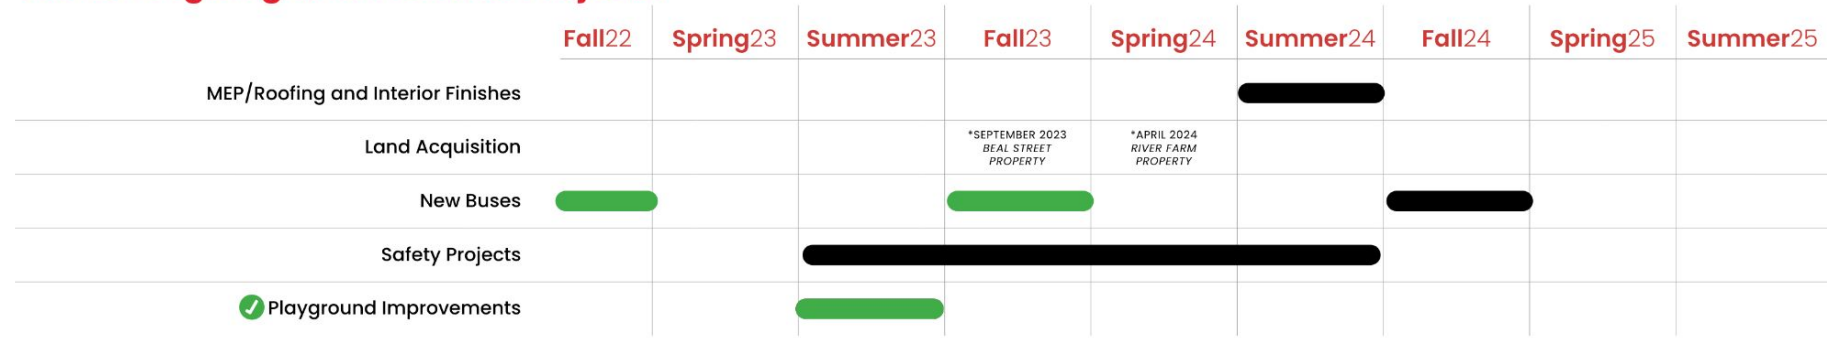 Fall22 Spring23 Summer23 Fall23 Spring24 Summer24 Fall24 Spring25 Summer25
MEP/Roofing and Interior Finishes
Land Acquisition
*SEPTEMBER 2023
BEAL STREET
PROPERTY
*APRIL 2024
RIVER FARM
PROPERTY
New Buses
Safety Projects
Playground Improvements